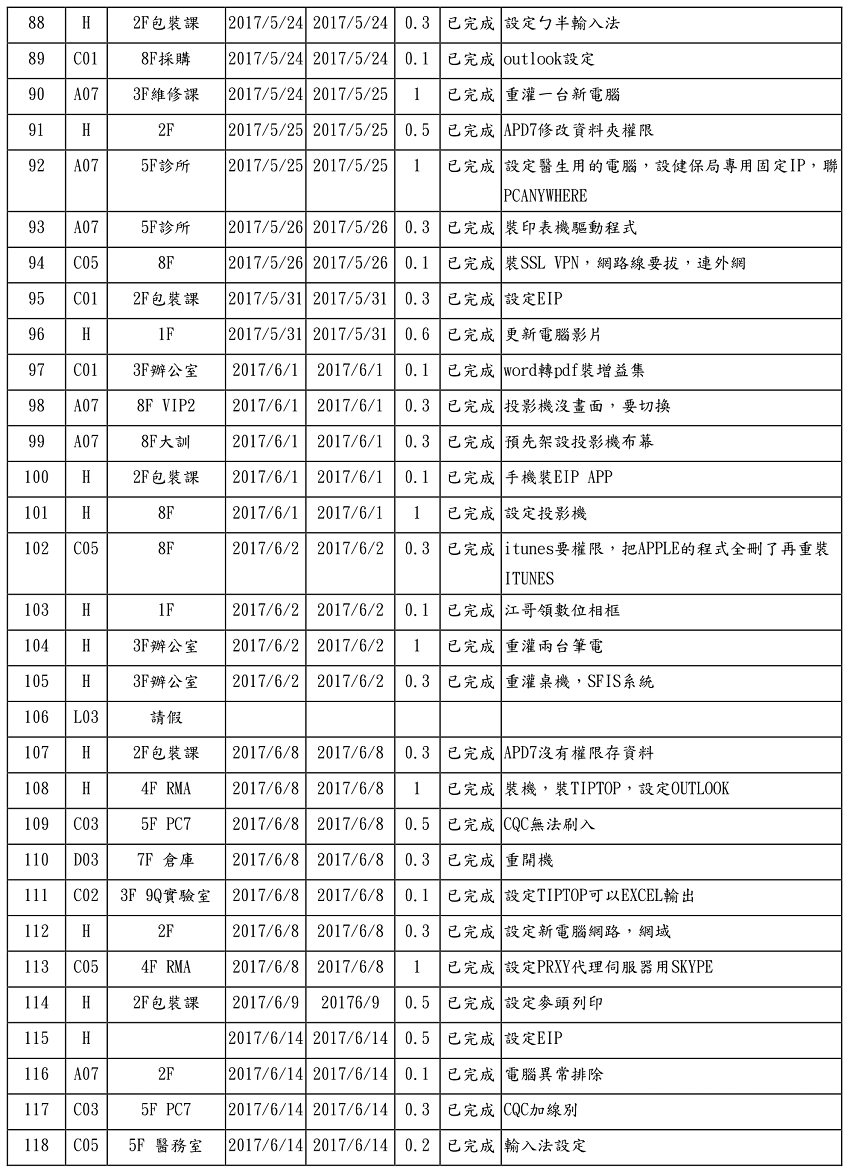 88 H 2F包裝課 2017/5/24 2017/5/24 0.3 已完成 設定ㄅ半輸入法
89 C01 8F採購 2017/5/24 2017/5/24 0.1 已完成 outlook設定
90 A07 3F維修課 2017/5/24 2017/5/25 1 已完成 重灌一台新電腦
91 H 2F 2017/5/25 2017/5/25 0.5 已完成 APD7修改資料夾權限
92 A07 5F診所 2017/5/25 2017/5/25 1 已完成 設定醫生用的電腦，設健保局專用固定IP，聯
PCANYWHERE
93 A07 5F診所 2017/5/26 2017/5/26 0.3 已完成 裝印表機驅動程式
94 C05 8F 2017/5/26 2017/5/26 0.1 已完成 裝SSL VPN，網路線要拔，連外網
95 C01 2F包裝課 2017/5/31 2017/5/31 0.3 已完成 設定EIP
96 H 1F 2017/5/31 2017/5/31 0.6 已完成 更新電腦影片
97 C01 3F辦公室 2017/6/1 2017/6/1 0.1 已完成 word轉pdf裝增益集
98 A07 8F VIP2 2017/6/1 2017/6/1 0.3 已完成 投影機沒畫面，要切換
99 A07 8F大訓 2017/6/1 2017/6/1 0.3 已完成 預先架設投影機布幕
100 H 2F包裝課 2017/6/1 2017/6/1 0.1 已完成 手機裝EIP APP
101 H 8F 2017/6/1 2017/6/1 1 已完成 設定投影機
102 C05 8F 2017/6/2 2017/6/2 0.3 已完成 itunes要權限，把APPLE的程式全刪了再重裝
ITUNES
103 H 1F 2017/6/2 2017/6/2 0.1 已完成 江哥領數位相框
104 H 3F辦公室 2017/6/2 2017/6/2 1 已完成 重灌兩台筆電
105 H 3F辦公室 2017/6/2 2017/6/2 0.3 已完成 重灌桌機，SFIS系統
106 L03 請假
107 H 2F包裝課 2017/6/8 2017/6/8 0.3 已完成 APD7沒有權限存資料
108 H 4F RMA 2017/6/8 2017/6/8 1 已完成 裝機，裝TIPTOP，設定OUTLOOK
109 C03 5F PC7 2017/6/8 2017/6/8 0.5 已完成 CQC無法刷入
110 D03 7F 倉庫 2017/6/8 2017/6/8 0.3 已完成 重開機
111 C02 3F 9Q實驗室 2017/6/8 2017/6/8 0.1 已完成 設定TIPTOP可以EXCEL輸出
112 H 2F 2017/6/8 2017/6/8 0.3 已完成 設定新電腦網路，網域
113 C05 4F RMA 2017/6/8 2017/6/8 1 已完成 設定PRXY代理伺服器用SKYPE
114 H 2F包裝課 2017/6/9 20176/9 0.5 已完成 設定麥頭列印
115 H 2017/6/14 2017/6/14 0.5 已完成 設定EIP
116 A07 2F 2017/6/14 2017/6/14 0.1 已完成 電腦異常排除
117 C03 5F PC7 2017/6/14 2017/6/14 0.3 已完成 CQC加線別
118 C05 5F 醫務室 2017/6/14 2017/6/14 0.2 已完成 輸入法設定